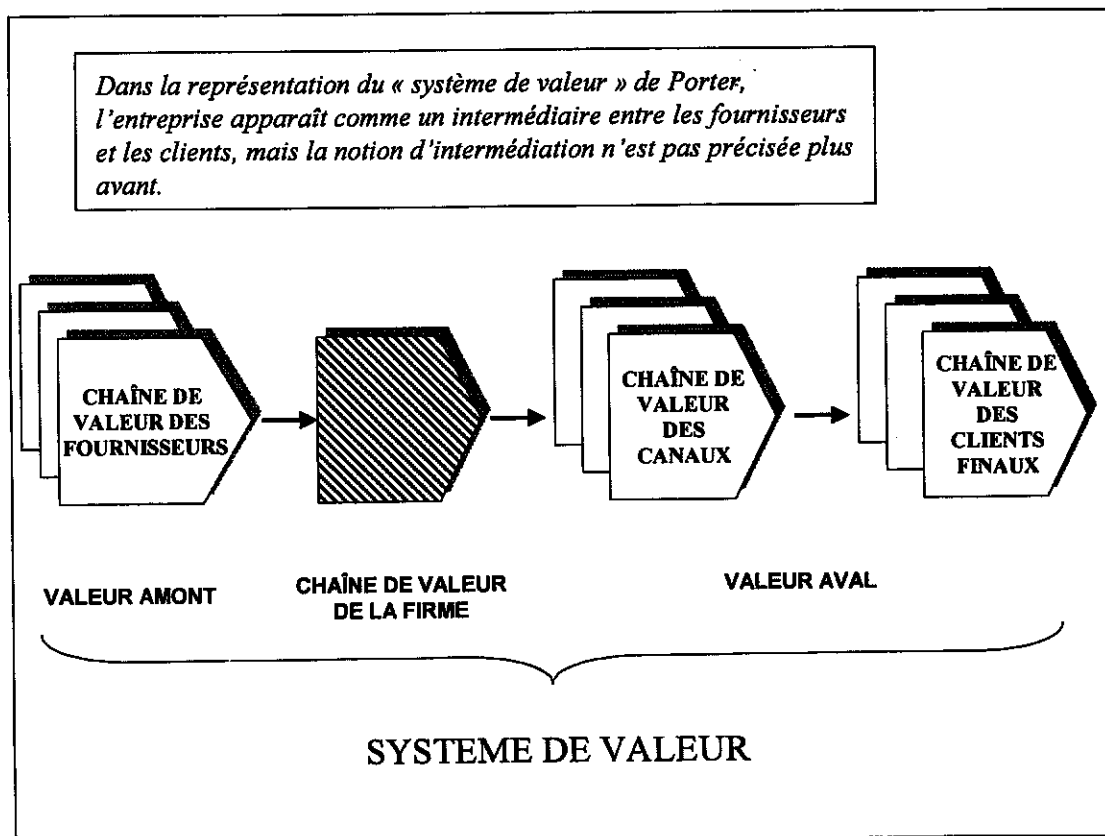 Dans la représentation du « système de valeur » de Porter,
l'entreprise apparaît comme un intermédiaire entre les fournisseurs
et les clients, mais la notion d'intermédiation n'est pas précisée plus
avant.
CHAÎNE DE
VALEUR DES
FOURNISSEURS
CHAÎNE DE
VALEUR
DES
CANAUX
CHAÎNE DE
VALEUR
DES
CLIENTS
FINAUX
VALEUR AMONT
CHAÎNE DE VALEUR
DE LA FIRME
VALEUR AVAL
SYSTEME DE VALEUR